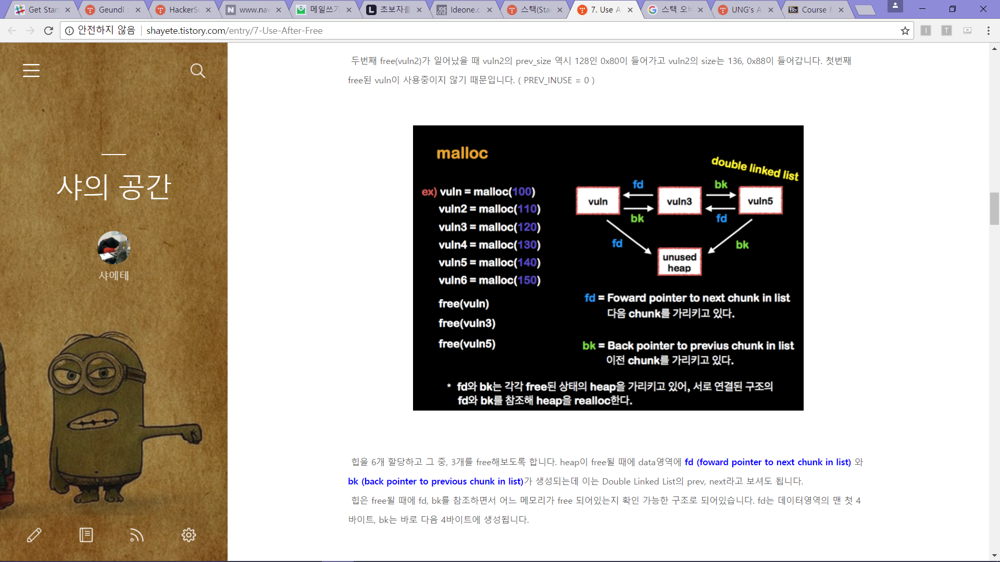 Get Star
Geundi :
HackerSc
www.nav
메일쓰기
초보자를
Ideone.c
스택(Sta
7. Use A
스택 오버
UNG's A
Course M
안전하지 않음
shayete.tistory.com/entry/7-Use-After-Free
샤의 공간
샤에테
두번째 free(vuln2)가 일어났을 때 vuln2의 prev_size 역시 128인 0x80이 들어가고 vuln2의 size는 136, 0x88이 들어갑니다. 첫번째
free된 vuln이 사용중이지 않기 때문입니다. ( PREV_INUSE = 0 )
malloc
ex) vuln = malloc(100)
vuln2 = malloc(110)
vuln3 = malloc(120)
vuln4 = malloc(130)
vuln5 = malloc(140)
vuln6 = malloc(150)
free(vuln)
free(vuln3)
free(vuln5)
double linked list
fd
bk
vuln
vuln3
vuln5
bk
fd
fd
bk
unused
heap
fd = Foward pointer to next chunk in list
다음 chunk를 가리키고 있다.
bk = Back pointer to previus chunk in list
이전 chunk를 가리키고 있다.
* fd와 bk는 각각 free된 상태의 heap을 가리키고 있어, 서로 연결된 구조의
fd와 bk를 참조해 heap을 realloc한다.
힙을 6개 할당하고 그 중, 3개를 free해보도록 합니다. heap이 free될 때에 data영역에 fd (foward pointer to next chunk in list) 와
bk (back pointer to previous chunk in list)가 생성되는데 이는 Double Linked List의 prev, next라고 보셔도 됩니다.
힙은 free될 때에 fd, bk를 참조하면서 어느 메모리가 free 되어있는지 확인 가능한 구조로 되어있습니다. fd는 데이터영역의 맨 첫 4
바이트, bk는 바로 다음 4바이트에 생성됩니다.